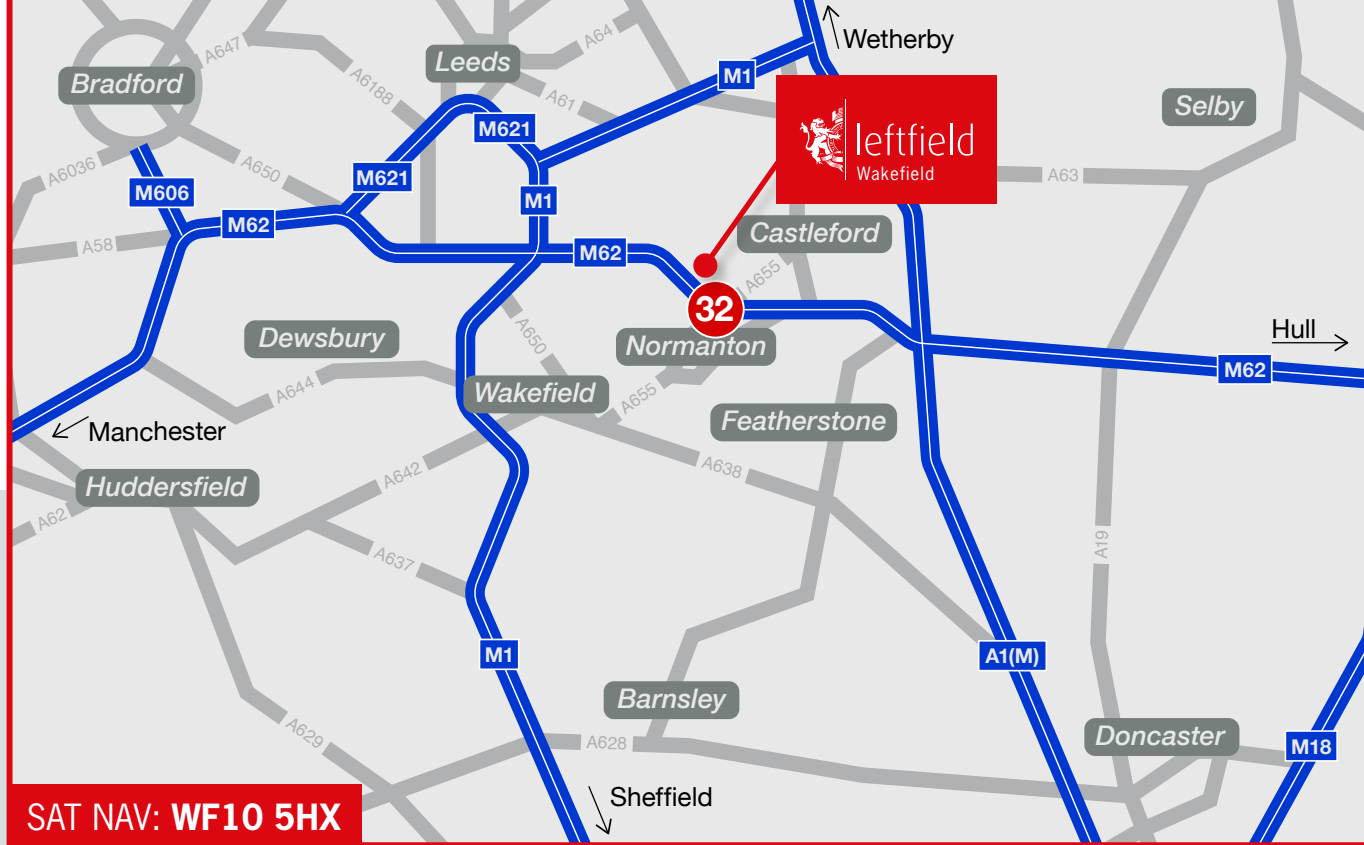 Wetherby
A647
A64
Bradford
Leeds
M1
A6188
A61
Selby
M621
leftfield
Wakefield
A6036
A650
M621
A63
M606
M1
M62
Castleford
A58
M62
A655
32
Hull
Dewsbury
A650
Normanton
M62
A644
Wakefield
A655
Featherstone
Manchester
A638
A642
Huddersfield
A62
A19
A637
M1
A1(M)
Barnsley
A629
A628
Doncaster
M18
Sheffield
SAT NAV: WF10 5HX